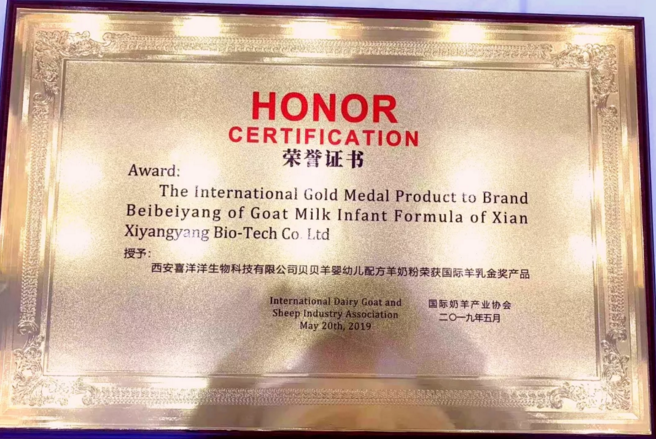 HONOR
CERTIFICATION
荣誉证书
Award:
The International Gold Medal Product to Brand
Beibeiyang of Goat Milk Infant Formula of Xian
Xiyangyang Bio-Tech Co. Ltd
授予：
西安喜洋洋生物科技有限公司贝贝羊婴幼儿配方羊奶粉荣获国际羊乳金奖产品
International Dairy Goat and
Sheep Industry Association
May 20th, 2019
国际奶羊产业协会
二〇一九年五月